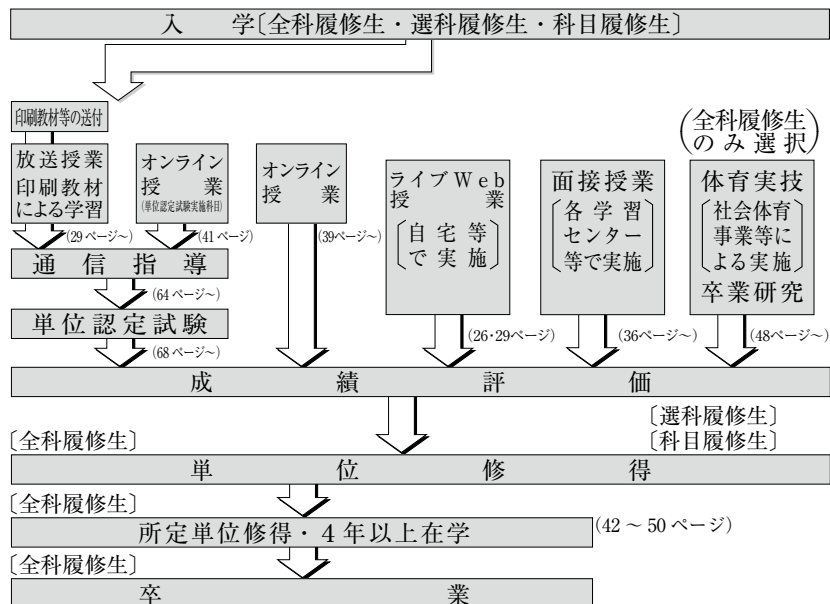 入学〔全科履修生・選科履修生・科目履修生〕
印刷教材等の送付
放送授業
印刷教材
による学習
オンライン
授業
(単位認定試験実施科目)
オンライン
授業
ライブWeb
授業
〔自宅等
で実施〕
面接授業
〔各学習
センター
等で実施〕
(全科履修生
のみ選択)
体育実技
〔社会体育
事業等に
よる実施〕
卒業研究
(29ページ~)
(41ページ)
(39ページ~)
通信指導
(64ページ~)
単位認定試験
(68ページ~)
(26・29ページ)
(36ページ~)
(48ページ~)
成績評価
〔選科履修生〕
〔全科履修生〕
〔科目履修生〕
単位修得
〔全科履修生〕
所定単位修得・4年以上在学
(42~50ページ)
〔全科履修生〕
卒業